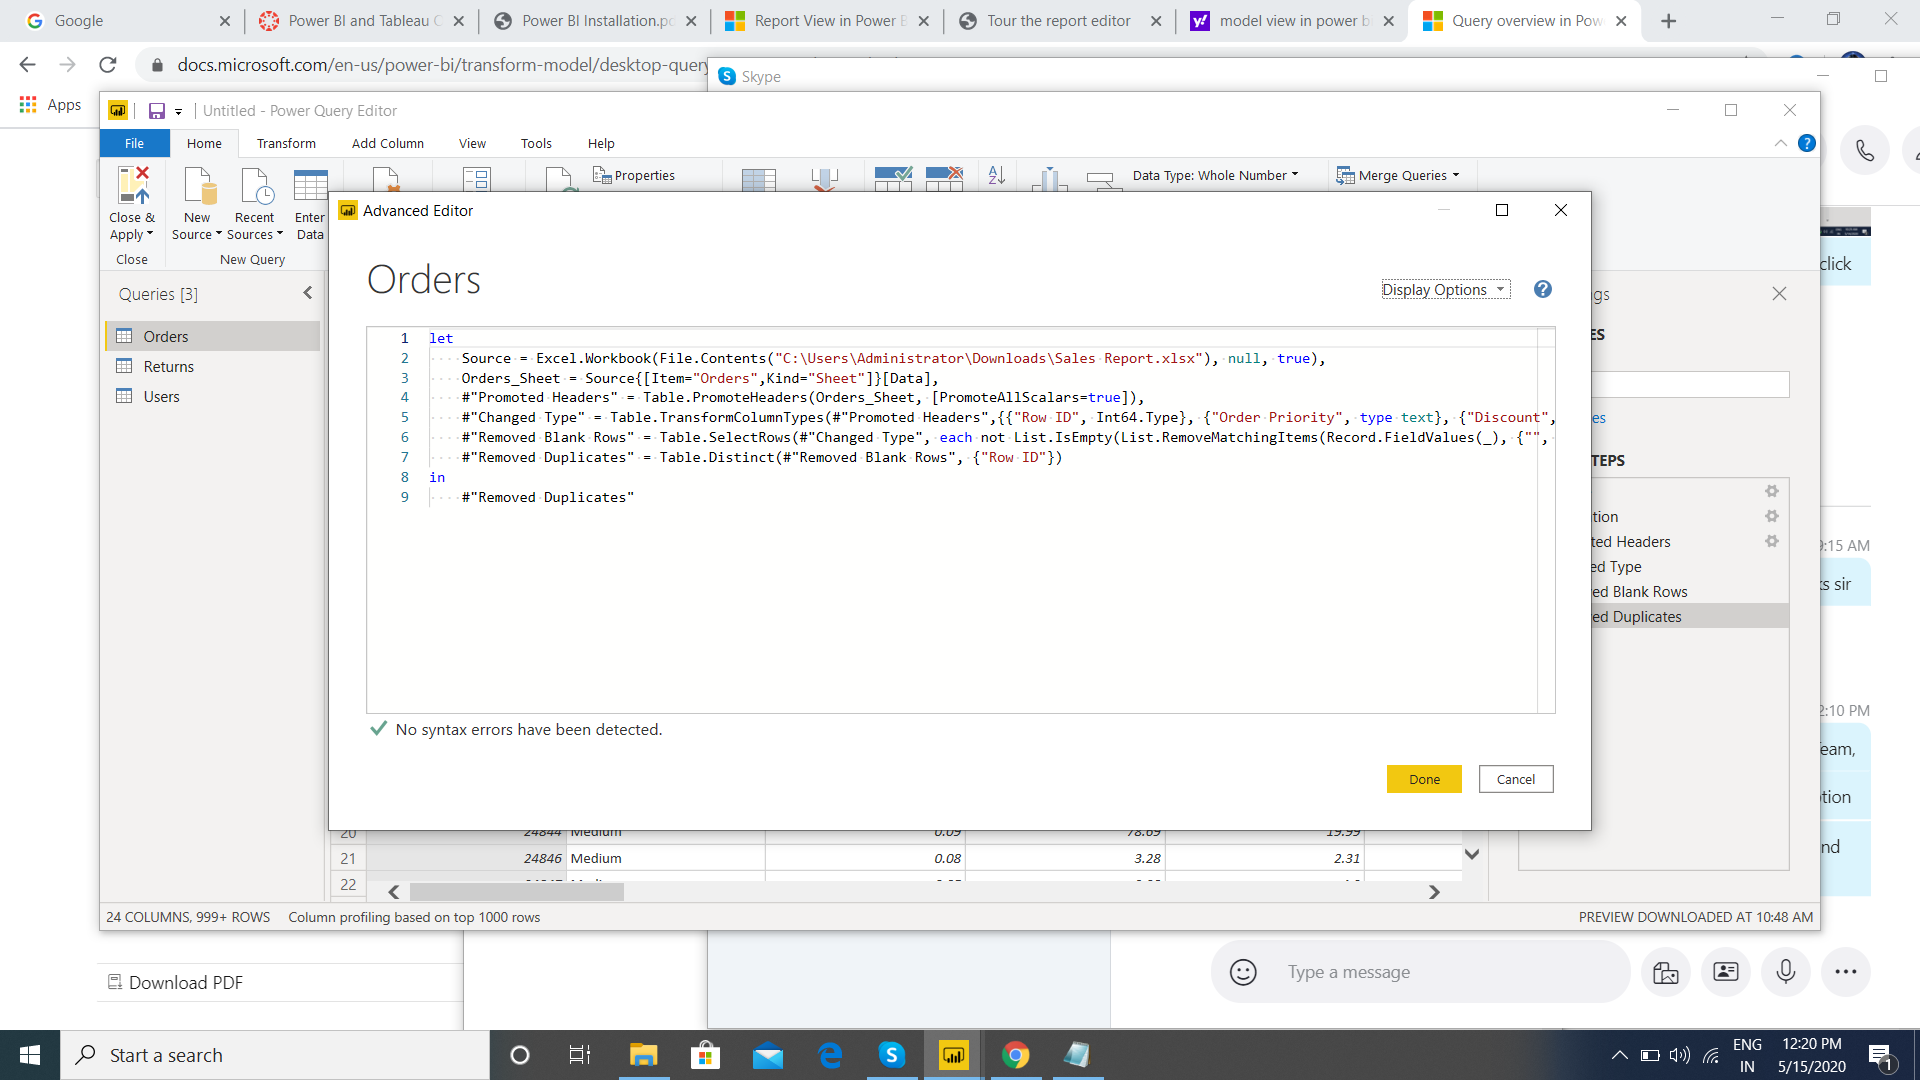 Google
Power BI and Tableau
Power BI Installation.p
Report View in Power
Tour the report editor
model view in power b
Query overview in Pow
docs.microsoft.com/en-us/power-bi/transform-model/desktop-query
Skype
Apps
Untitled - Power Query Editor
File
Home
Transform
Add Column
View
Tools
Help
Properties
Data Type: Whole Number
Merge Queries
Close & Apply
New Source
Recent Sources
Enter Data
Close
New Query
Advanced Editor
Orders
Display Options
Queries [3]
Orders
Returns
Users
1 let
2 Source = Excel.Workbook(File.Contents("C:\Users\Administrator\Downloads\Sales Report.xlsx"), null, true),
3 Orders_Sheet = Source{[Item="Orders",Kind="Sheet"]}[Data],
4 #"Promoted Headers" = Table.PromoteHeaders(Orders_Sheet, [PromoteAllScalars=true]),
5 #"Changed Type" = Table.TransformColumnTypes(#"Promoted Headers",{{"Row ID", Int64.Type}, {"Order Priority", type text}, {"Discount",
6 #"Removed Blank Rows" = Table.SelectRows(#"Changed Type", each not List.IsEmpty(List.RemoveMatchingItems(Record.FieldValues(_), {"",
7 #"Removed Duplicates" = Table.Distinct(#"Removed Blank Rows", {"Row ID"})
8 in
9 #"Removed Duplicates"
No syntax errors have been detected.
Done
Cancel
gs
ES
es
TEPS
tion
ted Headers
ed Type
ed Blank Rows
ed Duplicates
click
9:15 AM
ks sir
2:10 PM
Team,
tion
nd
20 24844 Medium 0.09 78.69 19.99
21 24846 Medium 0.08 3.28 2.31
22
24 COLUMNS, 999+ ROWS
Column profiling based on top 1000 rows
PREVIEW DOWNLOADED AT 10:48 AM
Download PDF
Type a message
Start a search
ENG
IN
12:20 PM
5/15/2020
1